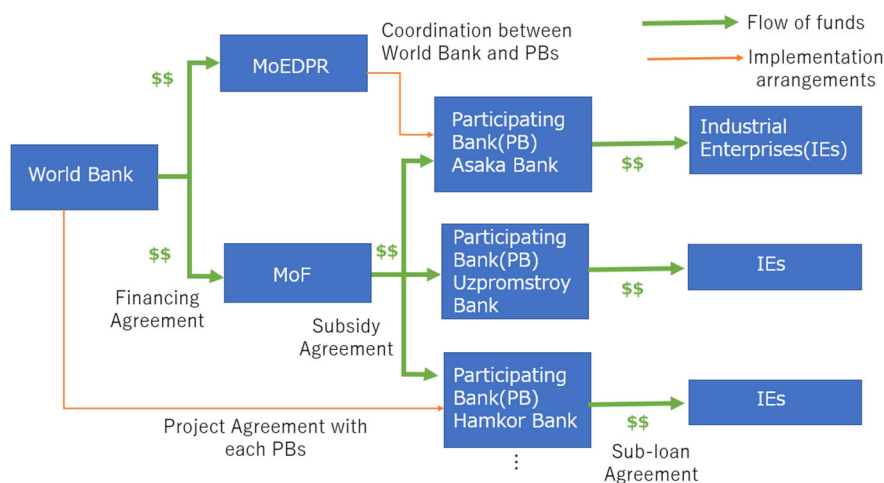 Coordination between
World Bank and PBs
Flow of funds
Implementation
arrangements
MoEDPR
$$
World Bank
Participating
Bank(PB)
Asaka Bank
$$
Industrial
Enterprises(IEs)
$$
MoF
$$
Participating
Bank(PB)
Uzpromstroy
Bank
$$
IEs
Financing
Agreement
Subsidy
Agreement
Participating
Bank(PB)
Hamkor Bank
$$
IEs
Project Agreement with
each PBs
Sub-loan
Agreement
⋮